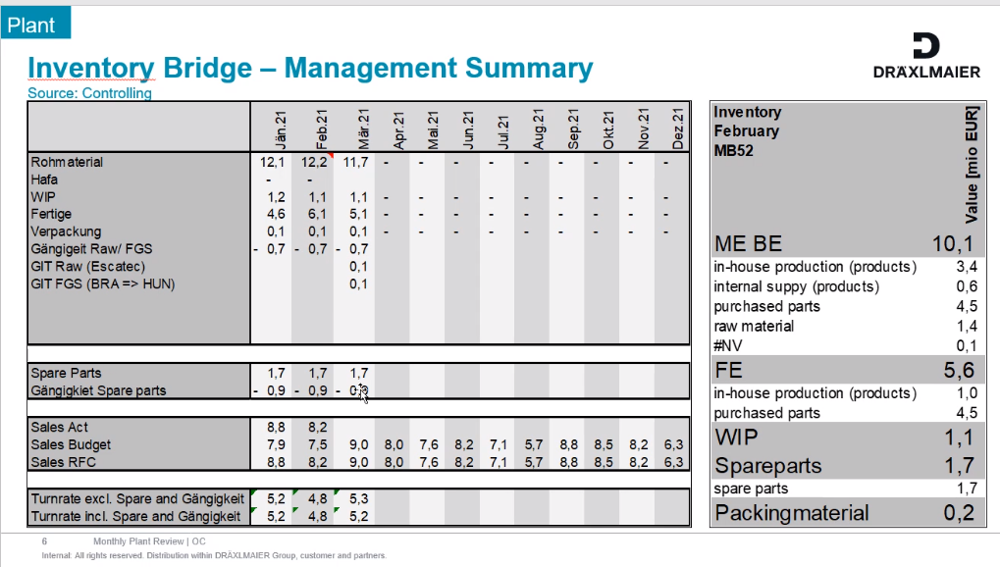 Plant
Inventory Bridge – Management Summary
Source: Controlling
DRÄXLMAIER
Jän.21 Feb.21 Mär.21 Apr.21 Mai.21 Jun.21 Jul.21 Aug.21 Sep.21 Okt.21 Nov.21 Dez.21
Rohmaterial 12,1 12,2 11,7 - - - - - - - - -
Hafa - -
WIP 1,2 1,1 1,1 - - - - - - - - -
Fertige 4,6 6,1 5,1 - - - - - - - - -
Verpackung 0,1 0,1 0,1 - - - - - - - - -
Gängigeit Raw/ FGS - 0,7 - 0,7 - 0,7
GIT Raw (Escatec) 0,1
GIT FGS (BRA => HUN) 0,1
Spare Parts 1,7 1,7 1,7
Gängigkiet Spare parts - 0,9 - 0,9 -
Sales Act 8,8 8,2
Sales Budget 7,9 7,5 9,0 8,0 7,6 8,2 7,1 5,7 8,8 8,5 8,2 6,3
Sales RFC 8,8 8,2 9,0 8,0 7,6 8,2 7,1 5,7 8,8 8,5 8,2 6,3
Turnrate excl. Spare and Gängigkeit 5,2 4,8 5,3
Turnrate incl. Spare and Gängigkeit 5,2 4,8 5,2
Inventory
February
MB52
Value [mio EUR]
ME BE 10,1
in-house production (products) 3,4
internal suppy (products) 0,6
purchased parts 4,5
raw material 1,4
#NV 0,1
FE 5,6
in-house production (products) 1,0
purchased parts 4,5
WIP 1,1
Spareparts 1,7
spare parts 1,7
Packingmaterial 0,2
6 Monthly Plant Review | OC
Internal: All rights reserved. Distribution within DRÄXLMAIER Group, customer and partners.